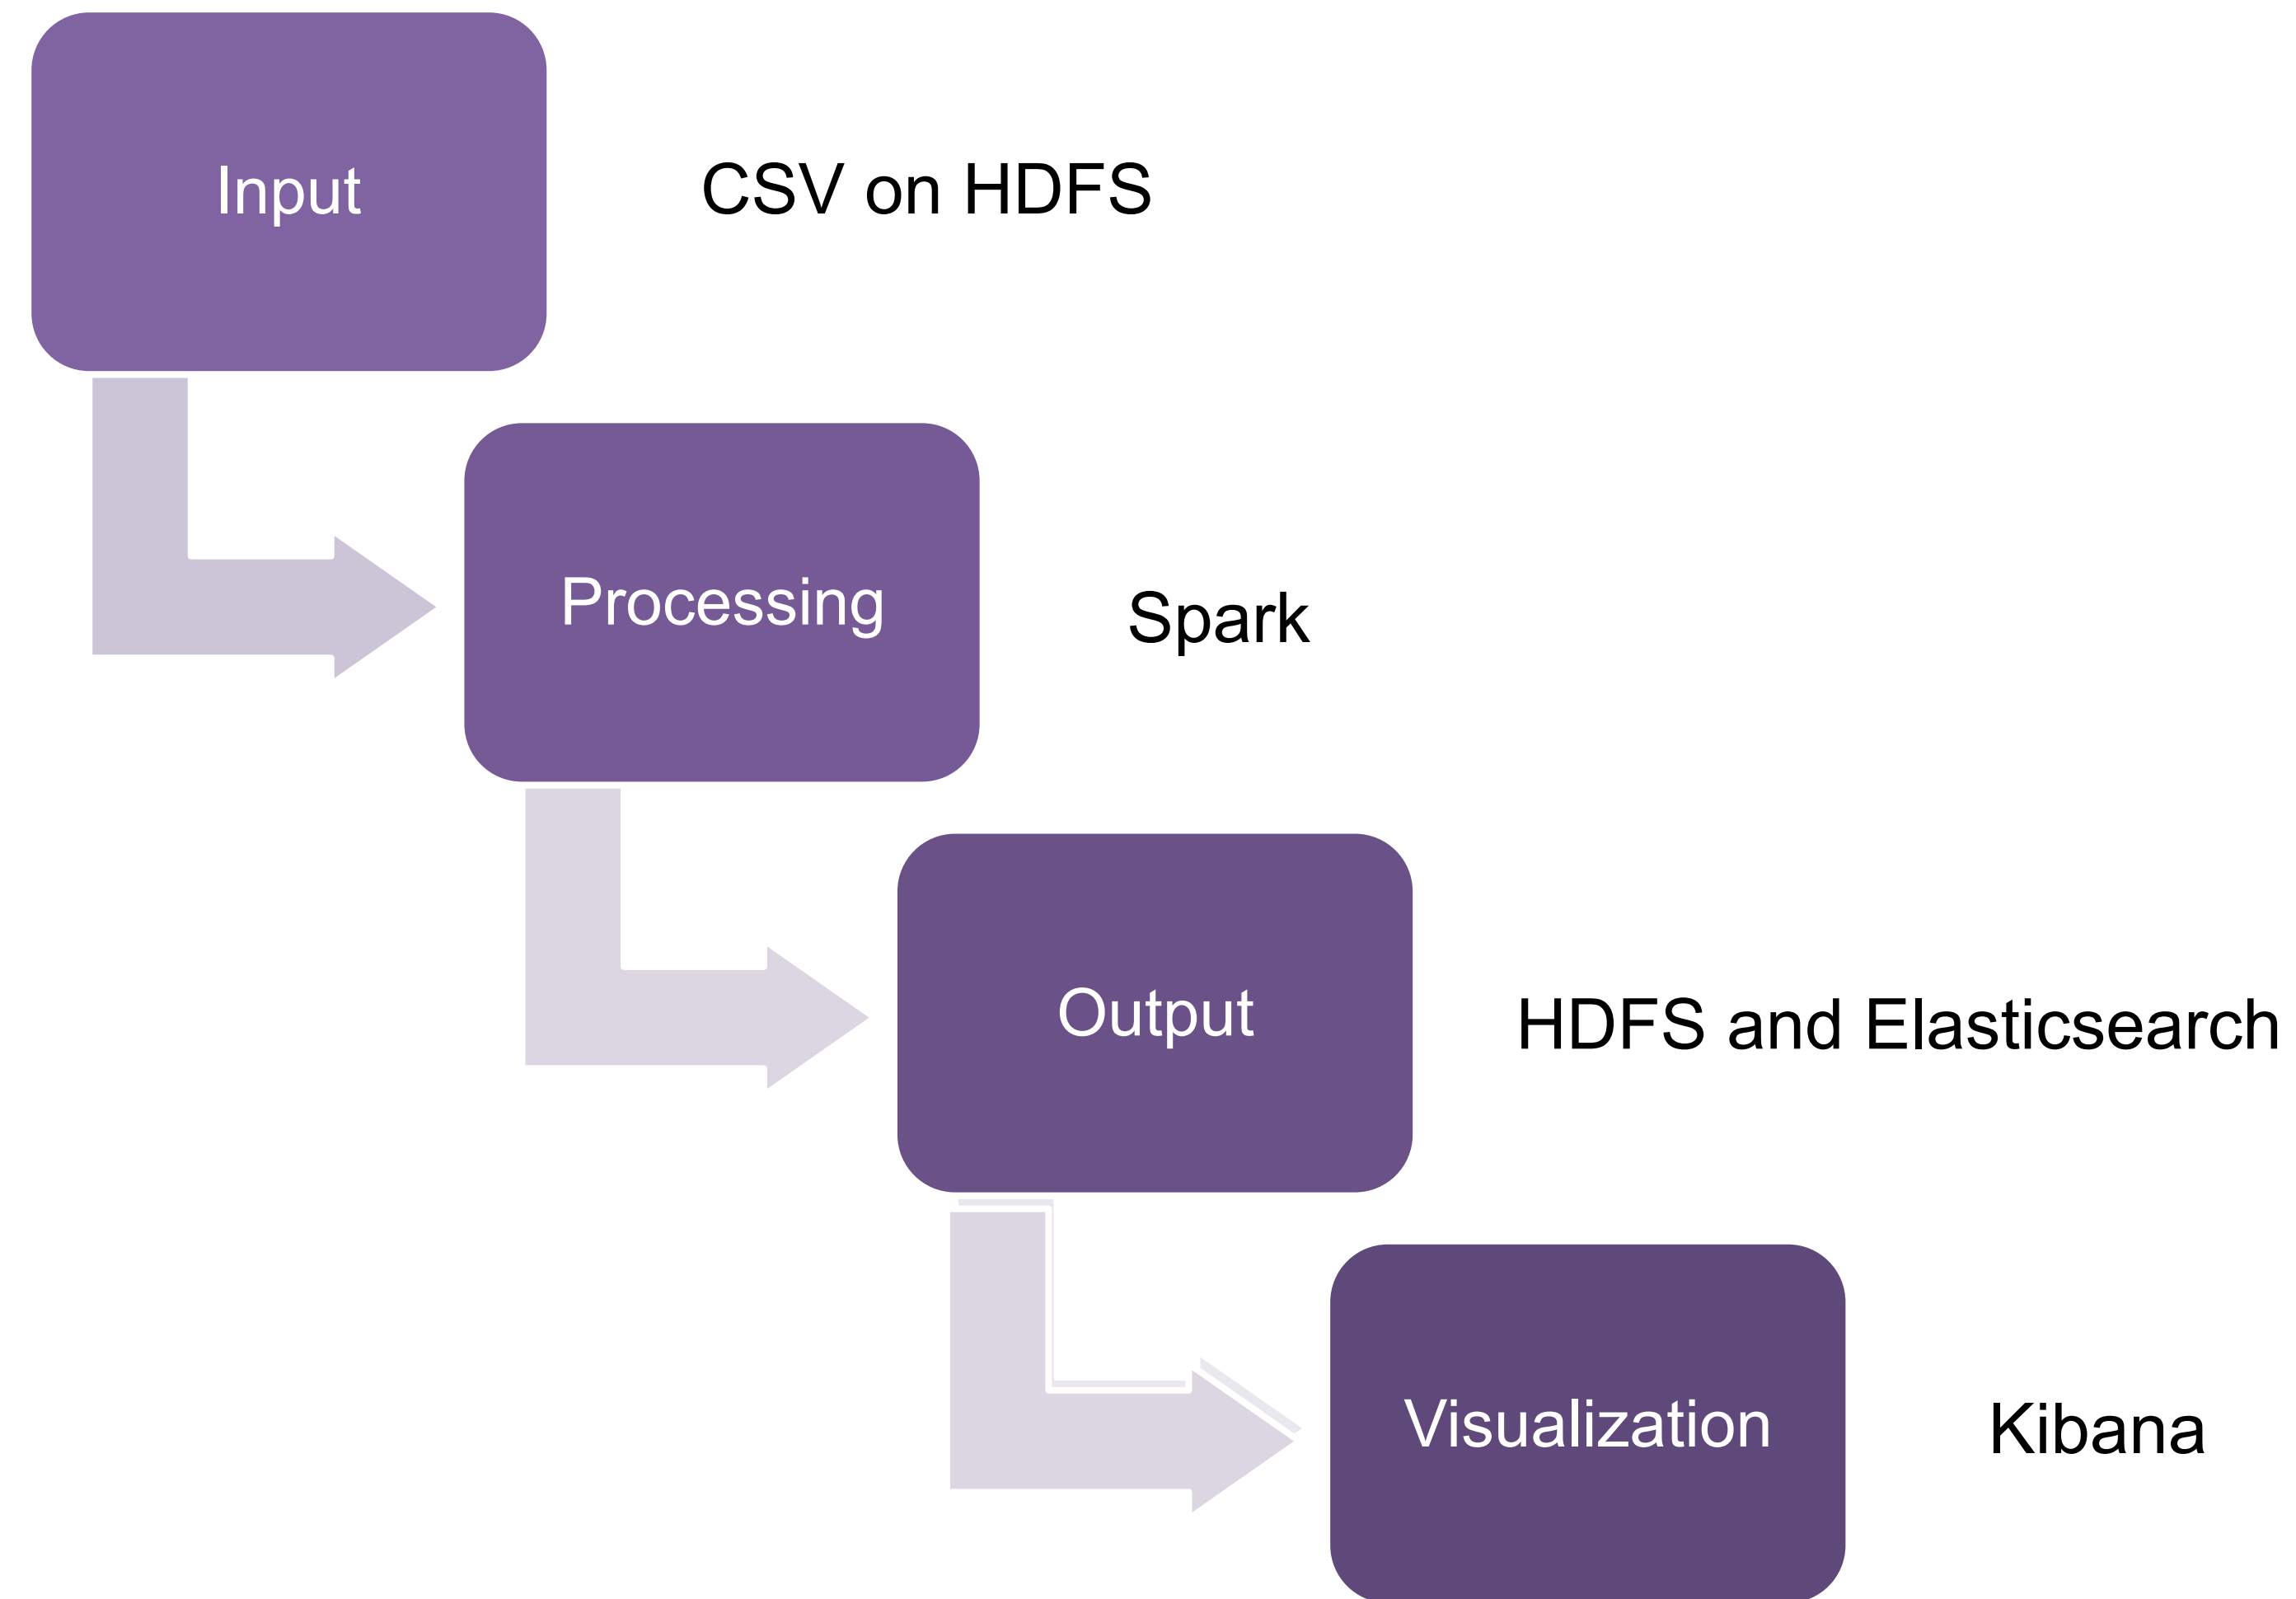 Input
CSV on HDFS
Processing
Spark
Output
HDFS and Elasticsearch
Visualization
Kibana